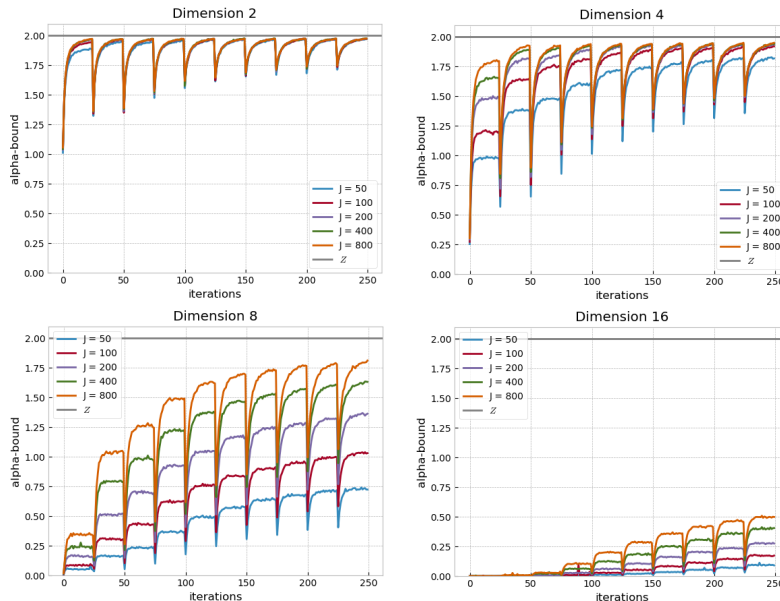 Dimension 2
2.00
1.75
1.50
1.25
1.00
0.75
0.50
0.25
0.00
alpha-bound
0
50
100
150
200
250
iterations
J = 50
J = 100
J = 200
J = 400
J = 800
Z
Dimension 4
2.00
1.75
1.50
1.25
1.00
0.75
0.50
0.25
0.00
alpha-bound
0
50
100
150
200
250
iterations
J = 50
J = 100
J = 200
J = 400
J = 800
Z
Dimension 8
2.00
1.75
1.50
1.25
1.00
0.75
0.50
0.25
0.00
alpha-bound
0
50
100
150
200
250
iterations
J = 50
J = 100
J = 200
J = 400
J = 800
Z
Dimension 16
2.00
1.75
1.50
1.25
1.00
0.75
0.50
0.25
0.00
alpha-bound
0
50
100
150
200
250
iterations
J = 50
J = 100
J = 200
J = 400
J = 800
Z